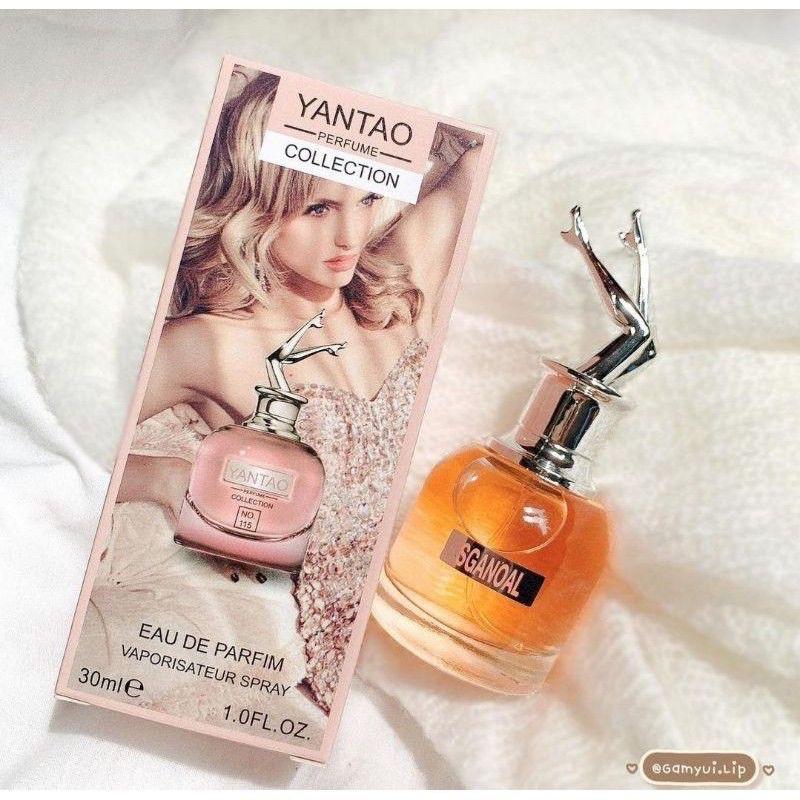 YANTAO
PERFUME
COLLECTION
YANTAO
PERFUME
COLLECTION
NO.
115
EAU DE PARFIM
VAPORISATEUR SPRAY
30ml℮
1.0FL.OZ.
SGANOAL
@Gamyui.Lip